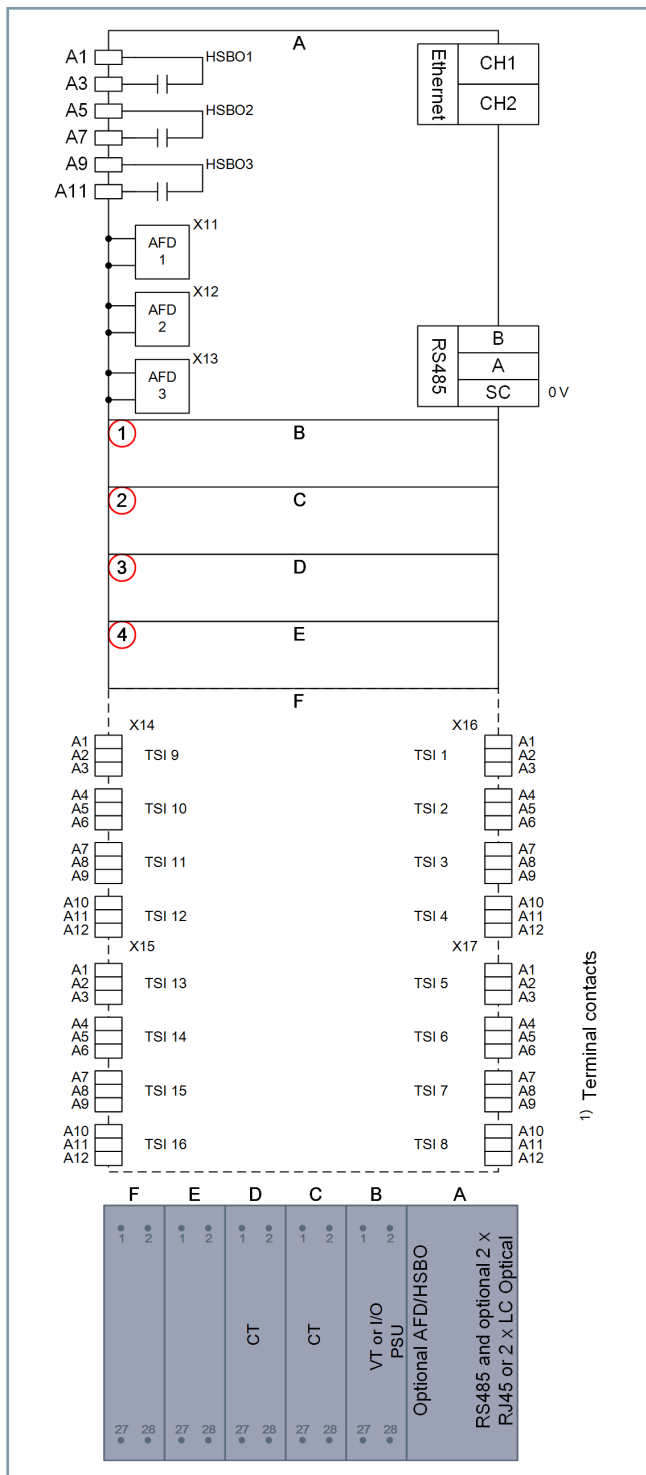 A
A1
HSBO1
A3
A5
HSBO2
A7
A9
HSBO3
A11
Ethernet
CH1
CH2
X11
AFD
1
X12
AFD
2
X13
AFD
3
RS485
B
A
SC
0 V
1
B
2
C
3
D
4
E
F
X14
A1
A2
A3
TSI 9
A4
A5
A6
TSI 10
A7
A8
A9
TSI 11
A10
A11
A12
TSI 12
X15
A1
A2
A3
TSI 13
A4
A5
A6
TSI 14
A7
A8
A9
TSI 15
A10
A11
A12
TSI 16
X16
TSI 1
A1
A2
A3
TSI 2
A4
A5
A6
TSI 3
A7
A8
A9
TSI 4
A10
A11
A12
X17
TSI 5
A1
A2
A3
TSI 6
A4
A5
A6
TSI 7
A7
A8
A9
TSI 8
A10
A11
A12
1) Terminal contacts
F E D C B A
1 2 1 2 1 2 1 2 1 2
CT
CT
VT or I/O
PSU
Optional AFD/HSBO
RS485 and optional 2 x
RJ45 or 2 x LC Optical
27 28 27 28 27 28 27 28 27 28